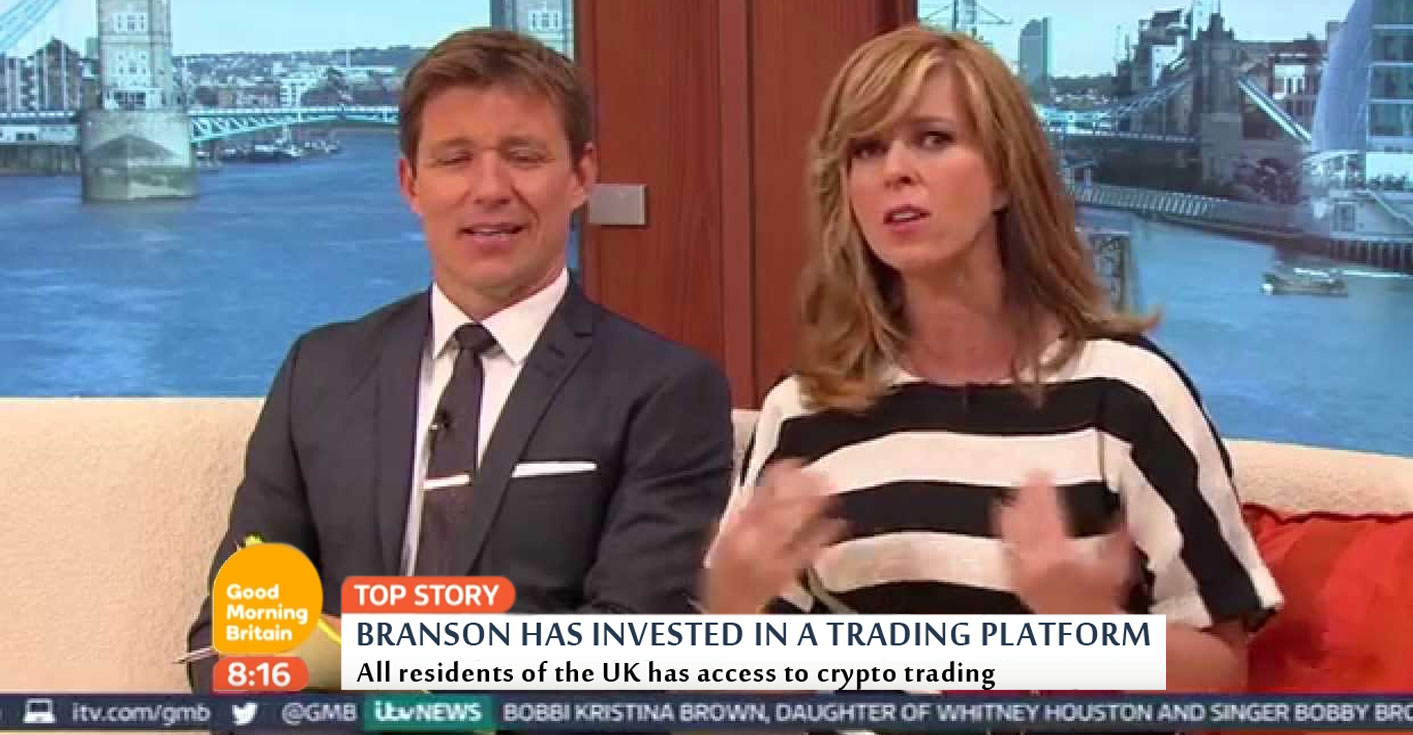 Good
Morning
Britain
8:16
TOP STORY
BRANSON HAS INVESTED IN A TRADING PLATFORM
All residents of the UK has access to crypto trading
itv.com/gmb @GMB itv NEWS BOBBI KRISTINA BROWN, DAUGHTER OF WHITNEY HOUSTON AND SINGER BOBBY BRO